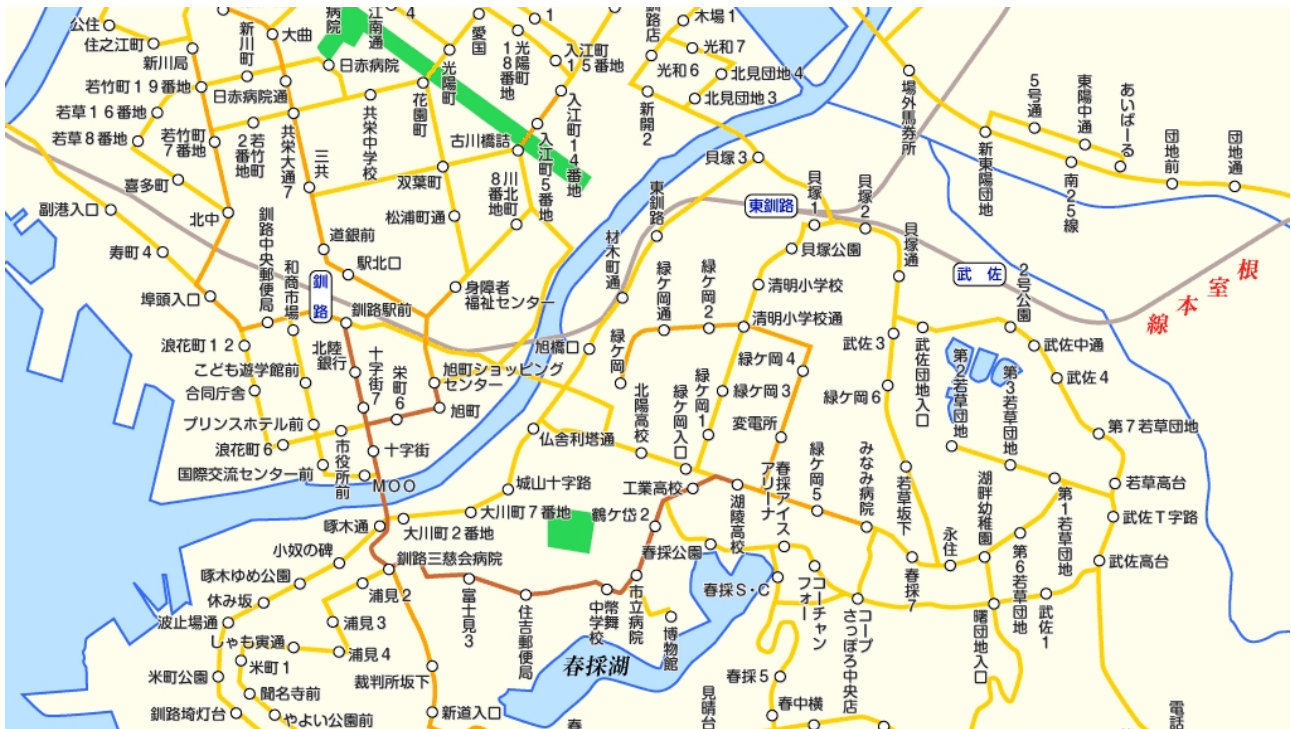 公住
住之江町
新川局
新川町
大曲
病院
江南通
4
愛国
光陽町18番地
1
入江町15番地
釧路店
木場1
光和7
光和6
北見団地4
北見団地3
新開2
日赤病院
若竹町19番地
日赤病院通
若草16番地
若草8番地
若竹町7番地
若竹町2番地
共栄大通7
三共
共栄中学校
花園町
光陽町
古川橋詰
入江町14番地
入江町5番地
川北町8番地
双葉町
松浦町通
喜多町
北中
副港入口
寿町4
埠頭入口
釧路中央郵便局
和商市場
釧路
道銀前
駅北口
釧路駅前
身障者福祉センター
場外馬券所
5号通
東陽中通
あいぱーる
新東陽団地
南25線
団地前
団地通
貝塚3
東釧路
東釧路
貝塚1
貝塚2
貝塚通
貝塚公園
材木町通
緑ケ岡通
緑ケ岡2
清明小学校
清明小学校通
武佐
2号公園
根室本線
浪花町12
こども遊学館前
合同庁舎
プリンスホテル前
浪花町6
国際交流センター前
北陸銀行
十字街7
栄町6
旭町ショッピングセンター
旭町
市役所前
十字街
MOO
旭橋口
緑ケ岡
北陽高校
緑ケ岡入口
緑ケ岡1
緑ケ岡3
緑ケ岡4
変電所
武佐3
緑ケ岡6
武佐団地入口
第2若草団地
第3若草団地
武佐中通
武佐4
第7若草団地
若草高台
武佐T字路
武佐高台
仏舎利塔通
城山十字路
工業高校
湖陵高校
春採アイスアリーナ
緑ケ岡5
みなみ病院
若草坂下
永住
湖畔幼稚園
第1若草団地
第6若草団地
啄木通
大川町2番地
大川町7番地
鶴ケ岱2
春採公園
小奴の碑
釧路三慈会病院
啄木ゆめ公園
休み坂
波止場通
浦見2
浦見3
しゃも寅通
浦見4
米町1
米町公園
聞名寺前
釧路埼灯台
やよい公園前
裁判所坂下
新道入口
富士見3
住吉郵便局
幣舞中学校
市立病院
博物館
春採湖
春採S・C
コーチャンフォー
コープさっぽろ中央店
春採7
春採5
春中横
見晴台
曙団地入口
武佐1
春
電話